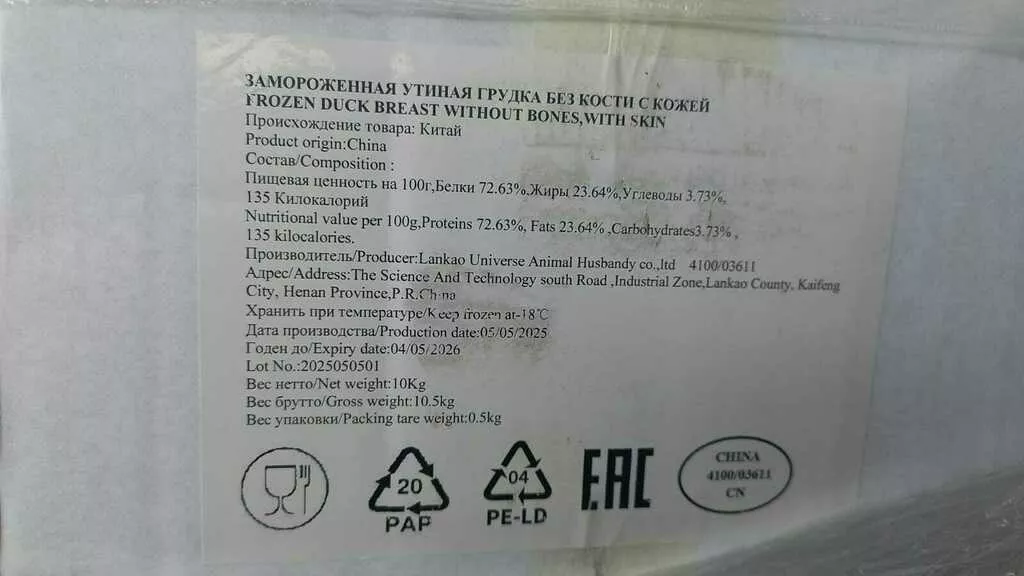 ЗАМОРОЖЕННАЯ УТИНАЯ ГРУДКА БЕЗ КОСТИ С КОЖЕЙ
FROZEN DUCK BREAST WITHOUT BONES,WITH SKIN
Происхождение товара: Китай
Product origin:China
Состав/Composition :
Пищевая ценность на 100г,Белки 72.63%,Жиры 23.64%,Углеводы 3.73%,
135 Килокалорий
Nutritional value per 100g,Proteins 72.63%, Fats 23.64% ,Carbohydrates3.73% ,
135 kilocalories.
Производитель/Producer:Lankao Universe Animal Husbandy co.,ltd 4100/03611
Адрес/Address:The Science And Technology south Road ,Industrial Zone,Lankao County, Kaifeng
City, Henan Province,P.R.China
Хранить при температуре/Keep frozen at-18℃
Дата производства/Production date:05/05/2025
Годен до/Expiry date:04/05/2026
Lot No.:2025050501
Вес нетто/Net weight:10Kg
Вес брутто/Gross weight:10.5kg
Вес упаковки/Packing tare weight:0.5kg
20
PAP
04
PE-LD
EAC
CHINA
4100/03611
CN